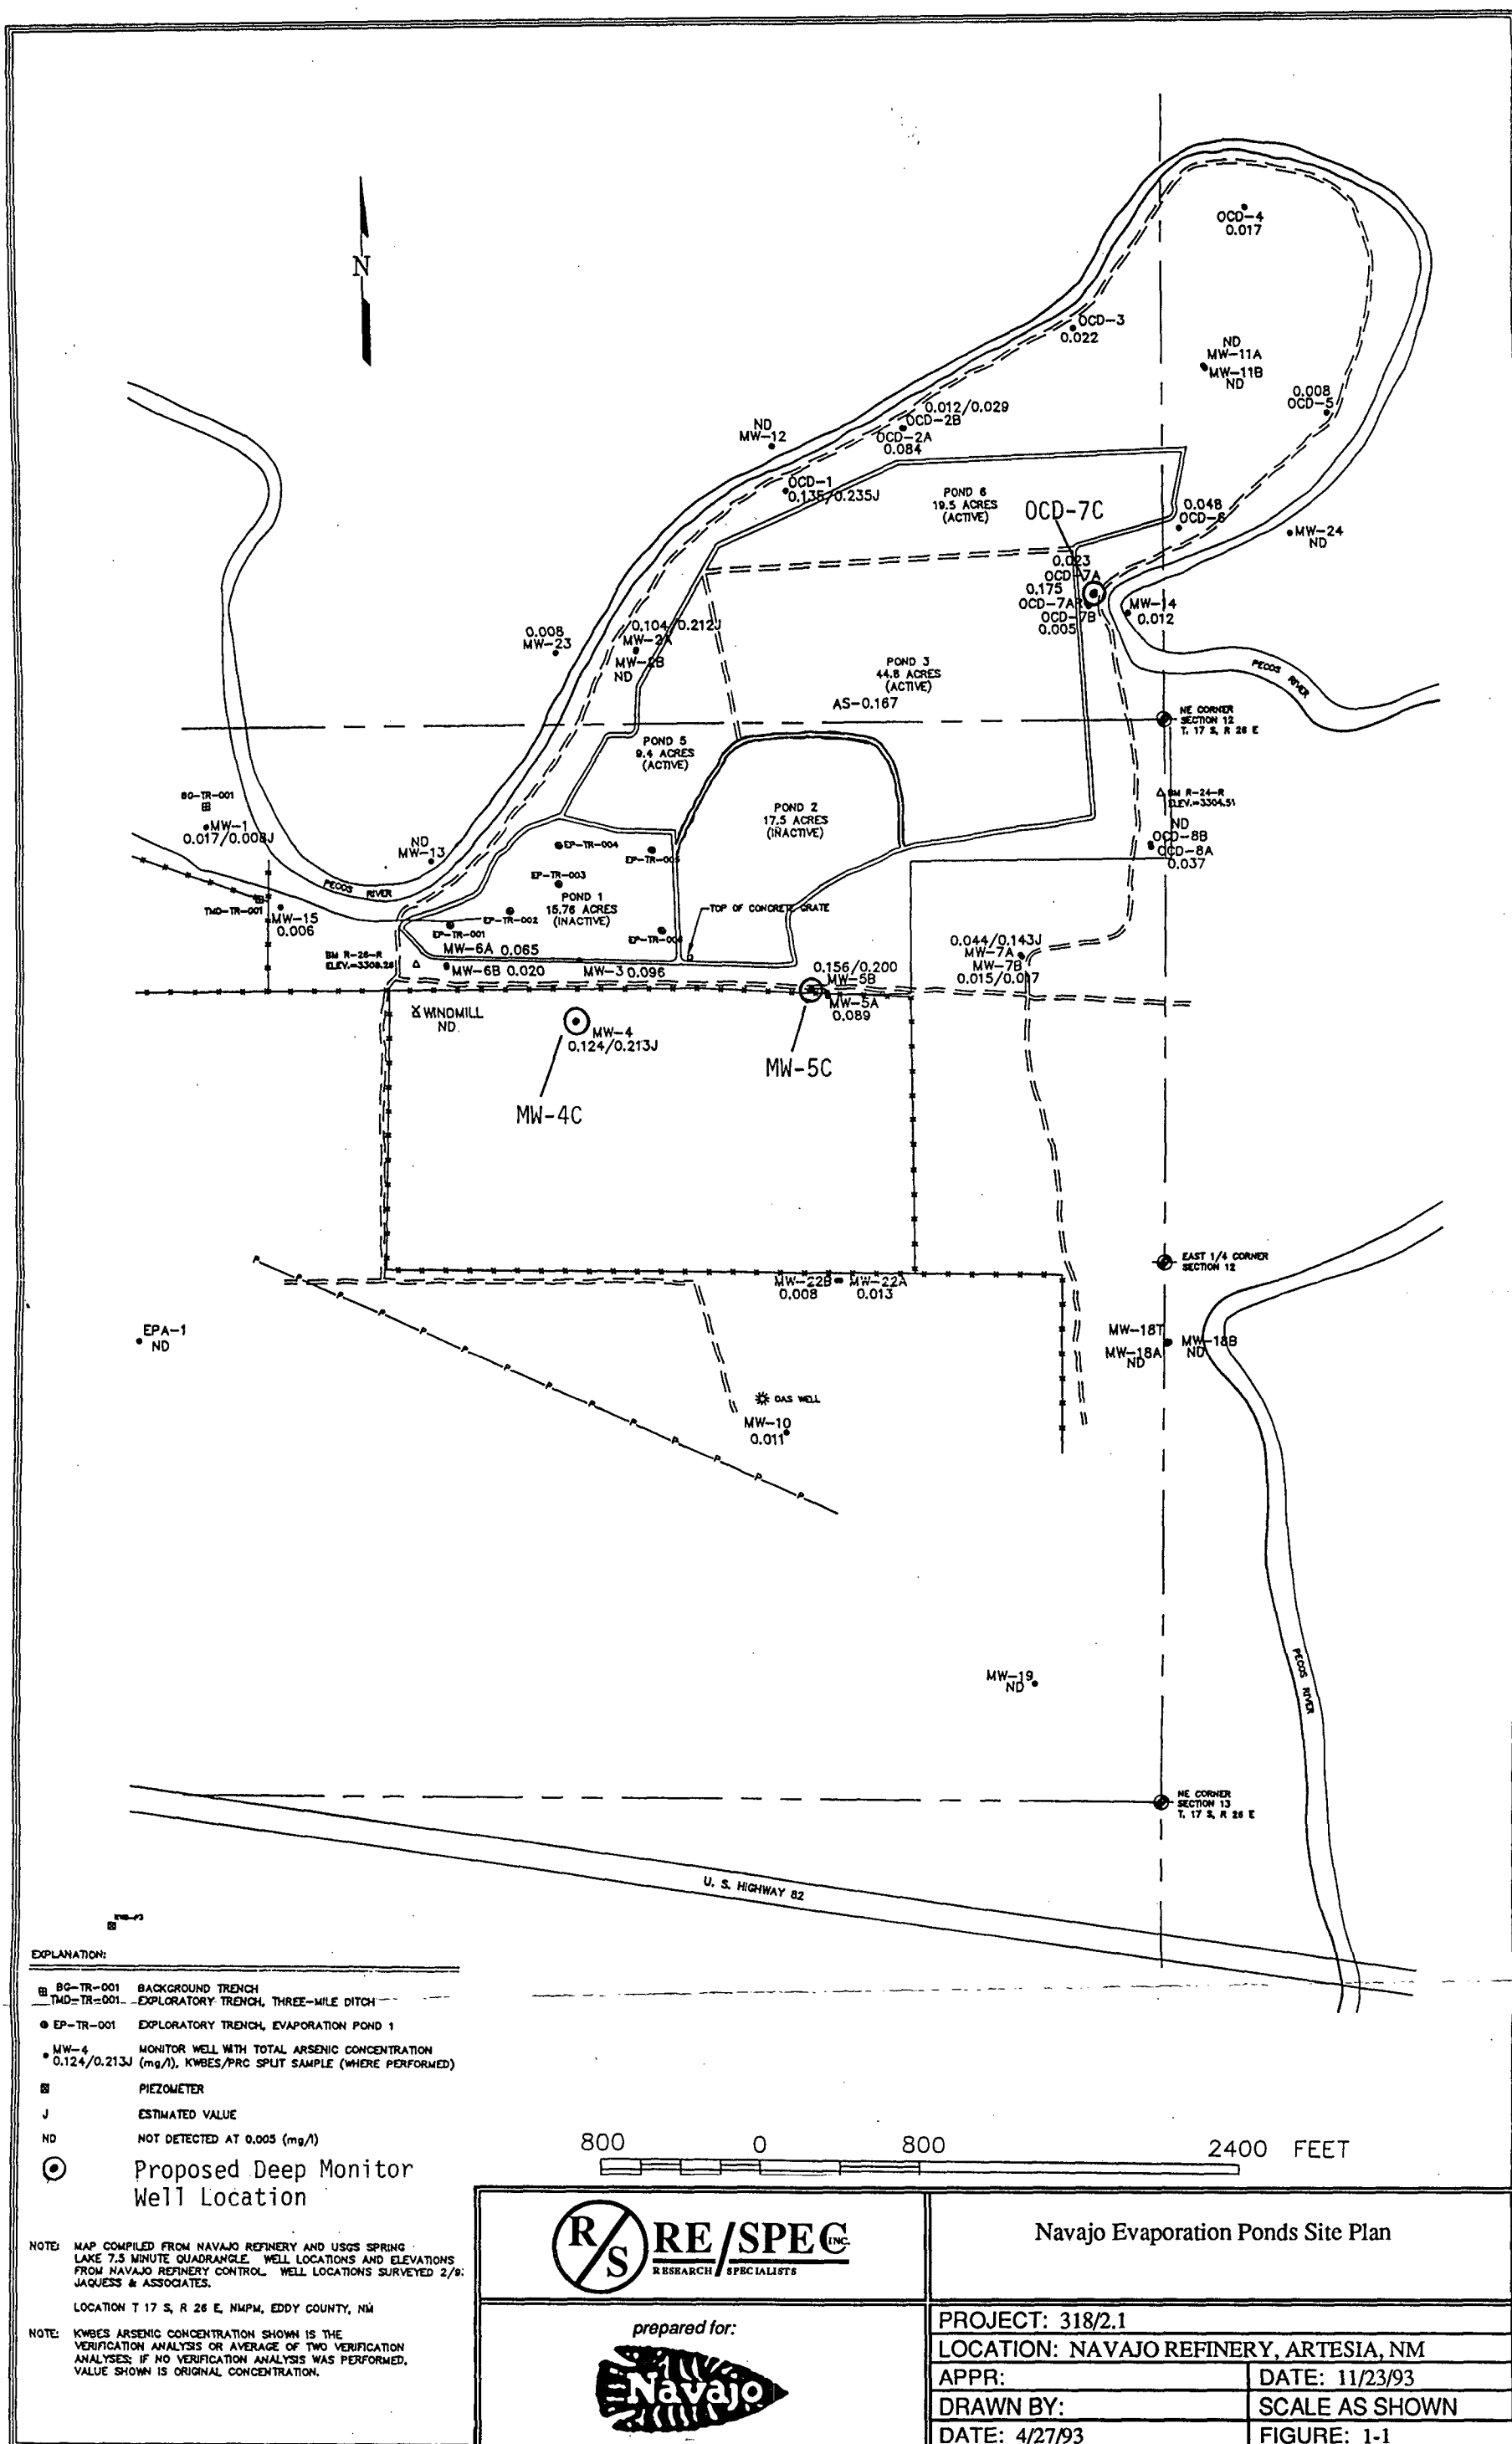 N
OCD-4
0.017
OCD-3
0.022
ND
MW-11A
MW-11B
ND
0.008
OCD-5
0.012/0.029
OCD-2B
OCD-2A
0.084
ND
MW-12
OCD-1
0.135/0.235J
POND 6
19.5 ACRES
(ACTIVE)
OCD-7C
0.048
OCD-6
MW-24
ND
0.023
OCD-7A
0.175
OCD-7AR
OCD-7B
0.005
MW-14
0.012
0.008
MW-23
0.104/0.212J
MW-2A
MW-2B
ND
POND 3
44.8 ACRES
(ACTIVE)
AS-0.167
PECOS RIVER
NE CORNER
SECTION 12
T. 17 S, R 26 E
POND 5
9.4 ACRES
(ACTIVE)
POND 2
17.5 ACRES
(INACTIVE)
BM R-24-R
ELEV.=3304.51
ND
OCD-8B
OCD-8A
0.037
BG-TR-001
MW-1
0.017/0.008J
ND
MW-13
PECOS RIVER
TMD-TR-001
MW-15
0.006
EP-TR-004
EP-TR-003
POND 1
15.76 ACRES
(INACTIVE)
EP-TR-002
EP-TR-001
TOP OF CONCRETE CRATE
BM R-26-R
MW-6A 0.065
MW-6B 0.020
MW-3 0.096
0.156/0.200
MW-5B
MW-5A
0.089
0.044/0.143J
MW-7A
MW-7B
0.015/0.017
WINDMILL
ND
MW-4
0.124/0.213J
MW-4C
MW-5C
MW-22B MW-22A
0.008 0.013
EAST 1/4 CORNER
SECTION 12
EPA-1
ND
MW-18T
MW-18A
ND
MW-18B
ND
GAS WELL
MW-10
0.011
MW-19
ND
PECOS RIVER
NE CORNER
SECTION 13
T. 17 S, R 26 E
U. S. HIGHWAY 82
EXPLANATION:
BG-TR-001 BACKGROUND TRENCH
TMD-TR-001 EXPLORATORY TRENCH, THREE-MILE DITCH
EP-TR-001 EXPLORATORY TRENCH, EVAPORATION POND 1
MW-4 MONITOR WELL WITH TOTAL ARSENIC CONCENTRATION
0.124/0.213J (mg/l), KWBES/PRC SPLIT SAMPLE (WHERE PERFORMED)
PIEZOMETER
J ESTIMATED VALUE
ND NOT DETECTED AT 0.005 (mg/l)
Proposed Deep Monitor
Well Location
NOTE: MAP COMPILED FROM NAVAJO REFINERY AND USGS SPRING
LAKE 7.5 MINUTE QUADRANGLE. WELL LOCATIONS AND ELEVATIONS
FROM NAVAJO REFINERY CONTROL. WELL LOCATIONS SURVEYED
JAQUESS & ASSOCIATES.
LOCATION T 17 S, R 26 E, NMPM, EDDY COUNTY, NM
NOTE: KWBES ARSENIC CONCENTRATION SHOWN IS THE
VERIFICATION ANALYSIS OR AVERAGE OF TWO VERIFICATION
ANALYSES; IF NO VERIFICATION ANALYSIS WAS PERFORMED,
VALUE SHOWN IS ORIGINAL CONCENTRATION.
800 0 800 2400 FEET
R/S RE/SPEC INC.
RESEARCH SPECIALISTS
Navajo Evaporation Ponds Site Plan
prepared for:
Navajo
PROJECT: 318/2.1
LOCATION: NAVAJO REFINERY, ARTESIA, NM
APPR: DATE: 11/23/93
DRAWN BY: SCALE AS SHOWN
DATE: 4/27/93 FIGURE: 1-1